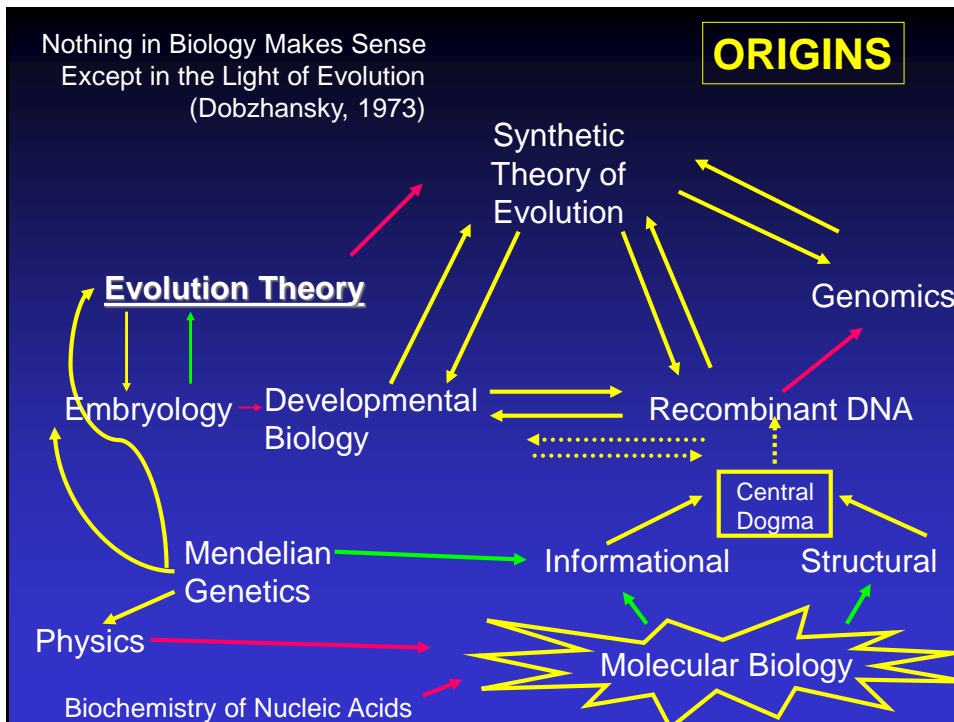 Nothing in Biology Makes Sense
Except in the Light of Evolution
(Dobzhansky, 1973)
ORIGINS
Synthetic
Theory of
Evolution
Evolution Theory
Genomics
Embryology
Developmental
Biology
Recombinant DNA
Central
Dogma
Mendelian
Genetics
Informational
Structural
Physics
Molecular Biology
Biochemistry of Nucleic Acids